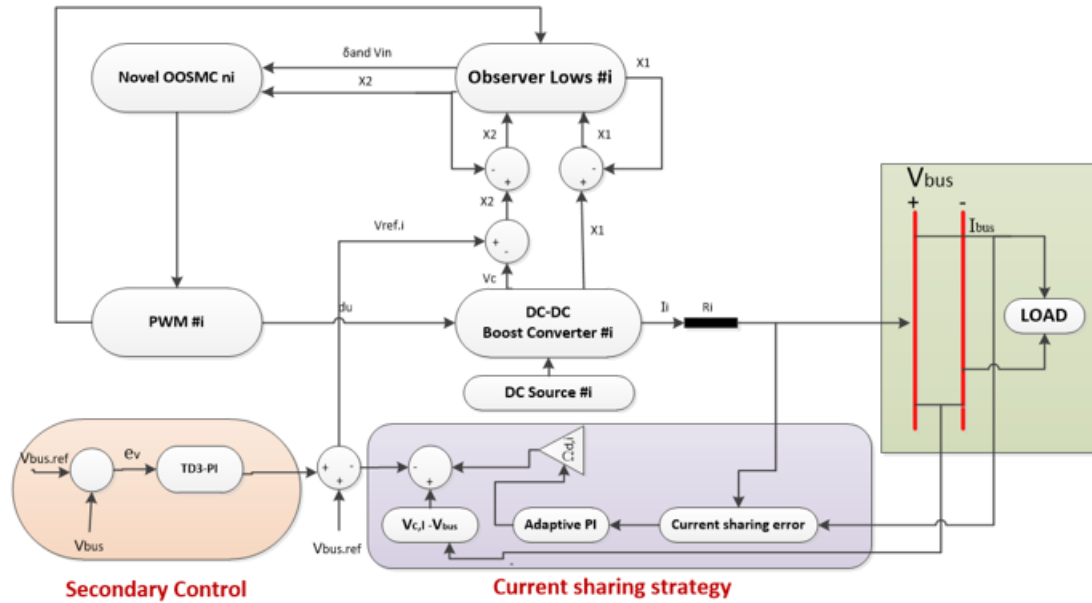 δand Vin
Novel OOSMC ni
Observer Lows #i
X1
X2
X2
X1
-
+
-
+
X2
Vref.i
X1
+
-
Vc
Vbus
+
-
Ibus
PWM #i
du
DC-DC
Boost Converter #i
Ii
Ri
LOAD
DC Source #i
Vbus.ref
ev
TD3-PI
+
-
+
-
+
Ωd,i
Vc,I -Vbus
Adaptive PI
Current sharing error
Vbus
Vbus.ref
Secondary Control
Current sharing strategy